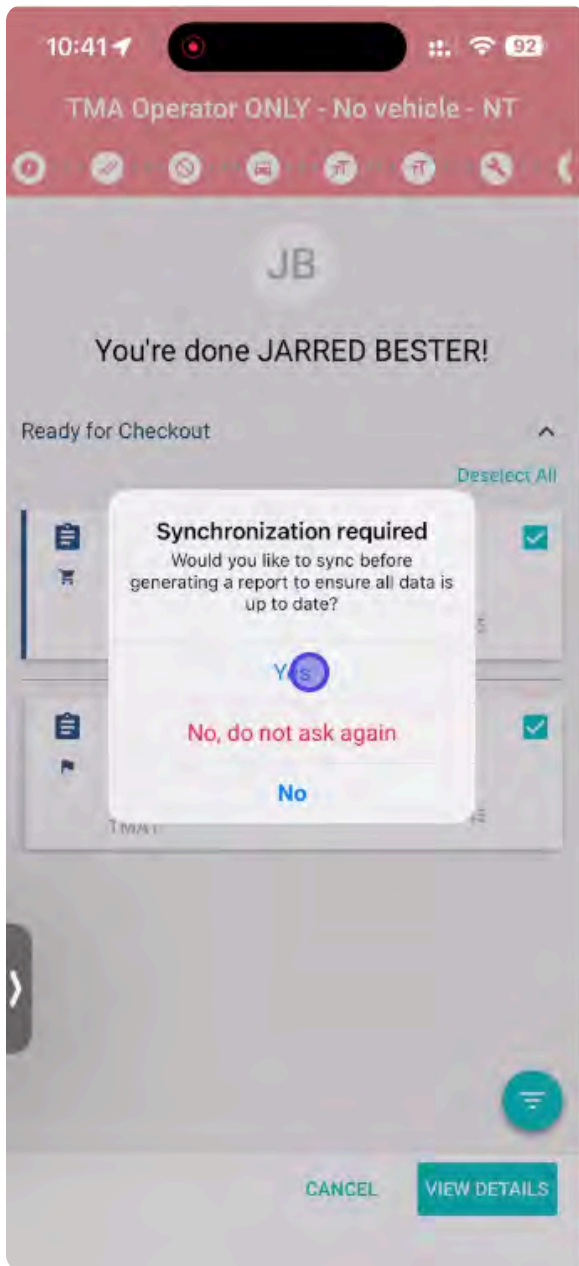 10:41
92
TMA Operator ONLY - No vehicle - NT
JB
You're done JARRED BESTER!
Ready for Checkout
Deselect All
Synchronization required
Would you like to sync before
generating a report to ensure all data is
up to date?
No, do not ask again
No
CANCEL
VIEW DETAILS